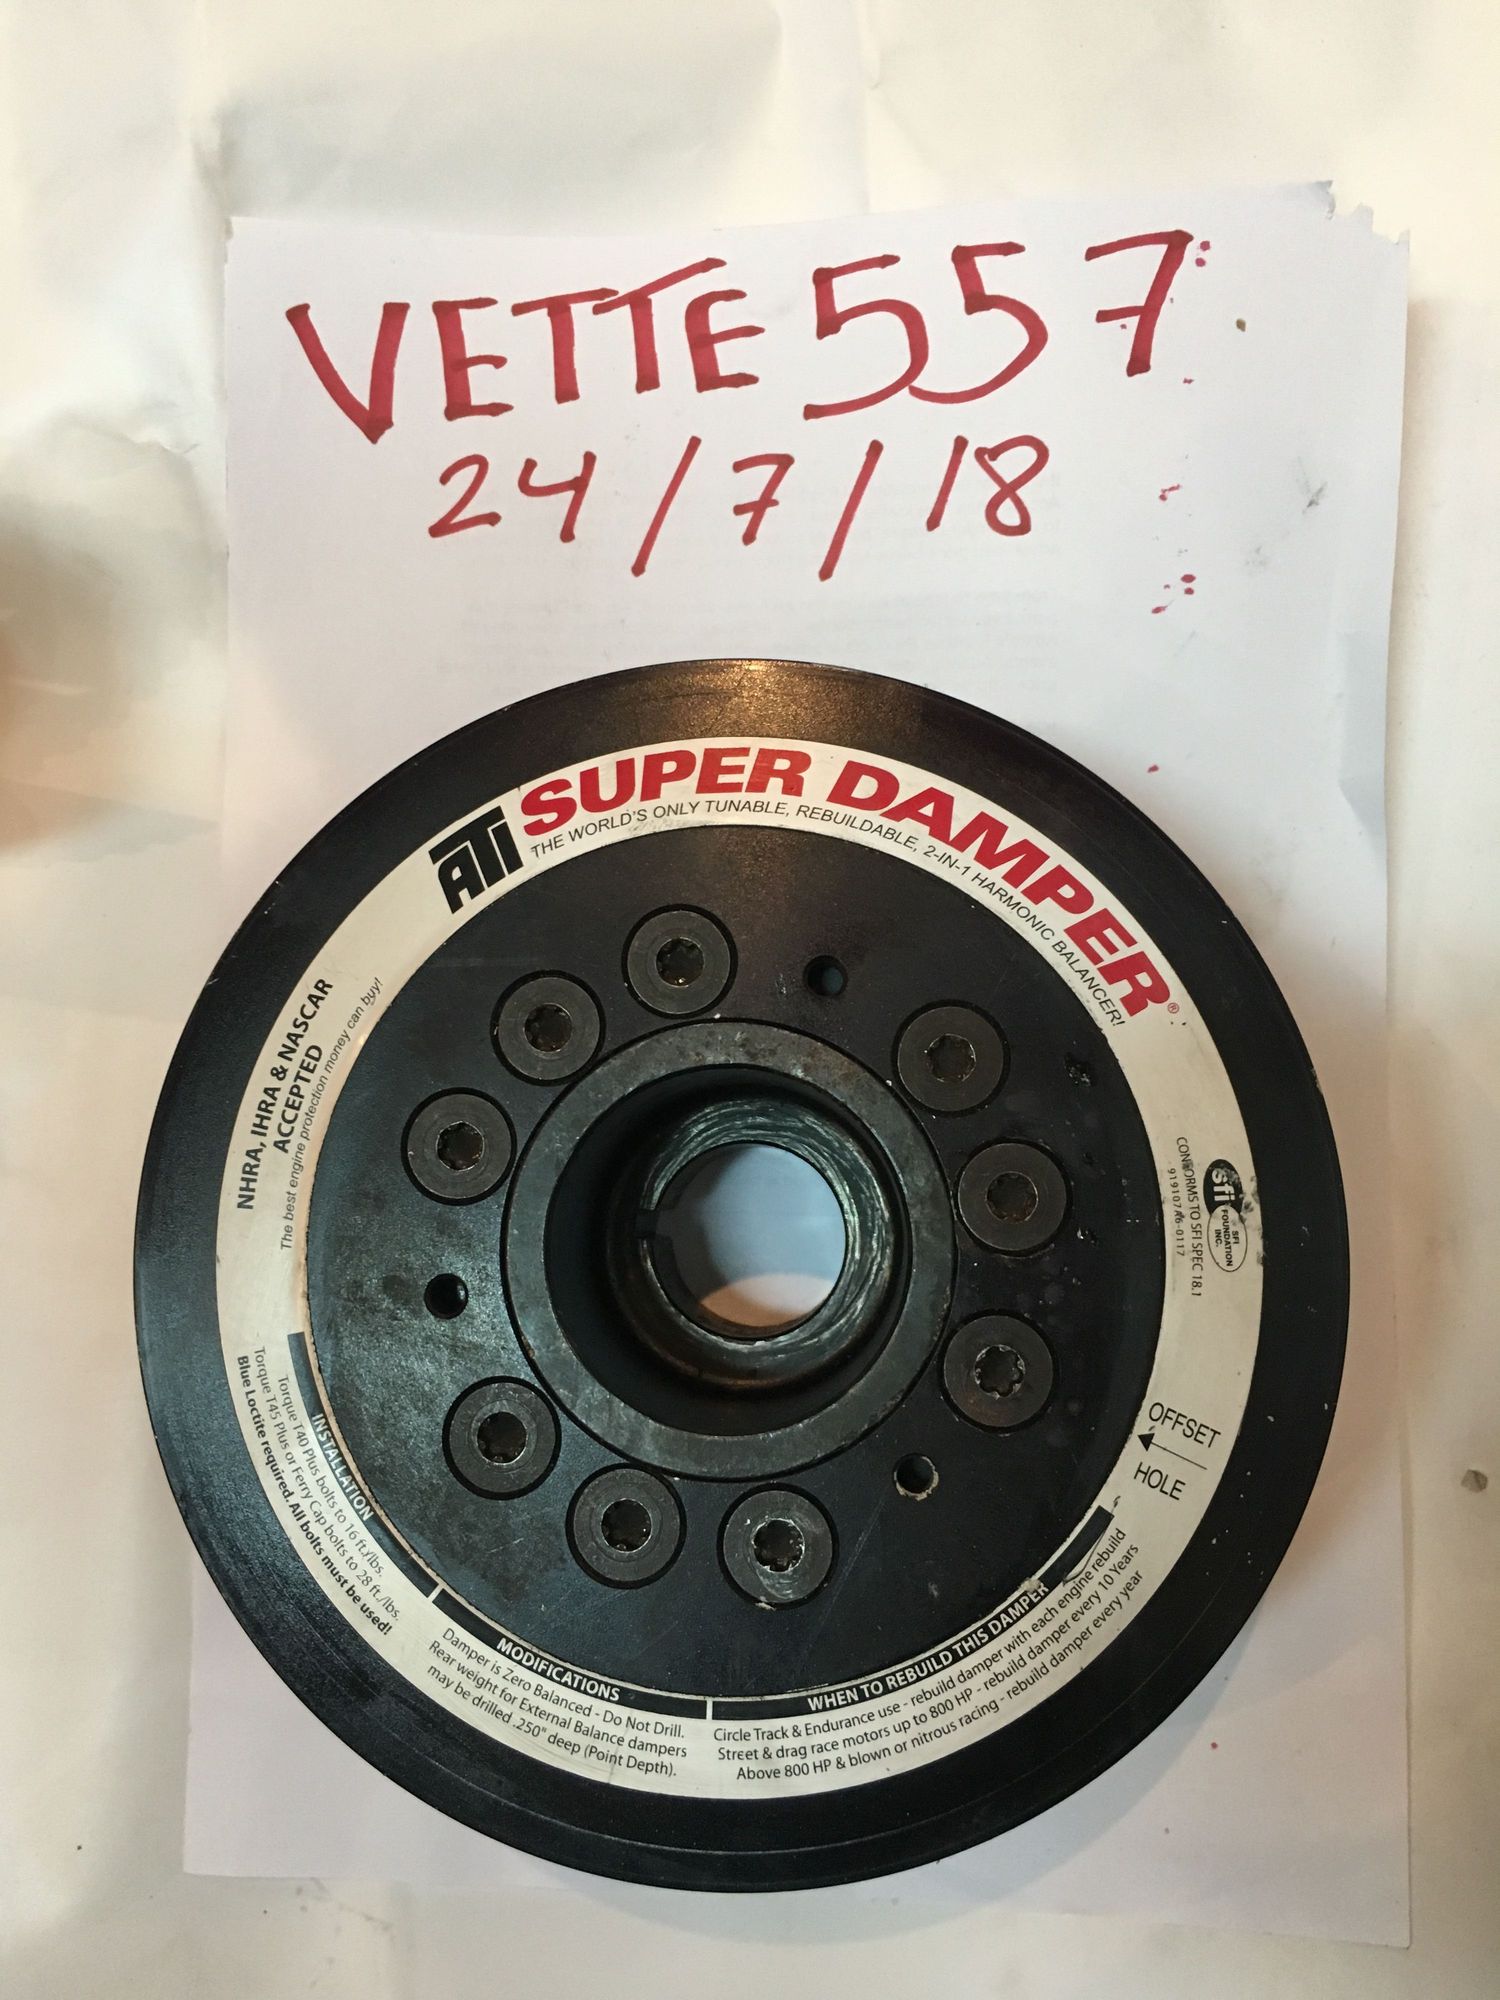 VETTE 557
24/7/18
ATI SUPER DAMPER®
THE WORLD'S ONLY TUNABLE, REBUILDABLE, 2-IN-1 HARMONIC BALANCER!
NHRA, IHRA & NASCAR
ACCEPTED
The best engine protection money can buy!
sfi
SFI
FOUNDATION
INC.
CONFORMS TO SFI SPEC 18.1
OFFSET
HOLE
INSTALLATION
Torque T40 Plus bolts to 16 ft./lbs.
Torque T45 Plus or Ferry Cap bolts to 28 ft./lbs.
Blue Loctite required. All bolts must be used!
MODIFICATIONS
Damper is Zero Balanced - Do Not Drill.
Rear weight for External Balance dampers
may be drilled .250" deep (Point Depth).
WHEN TO REBUILD THIS DAMPER
Circle Track & Endurance use - rebuild damper with each engine rebuild
Street & drag race motors up to 800 HP - rebuild damper every 10 Years
Above 800 HP & blown or nitrous racing - rebuild damper every year